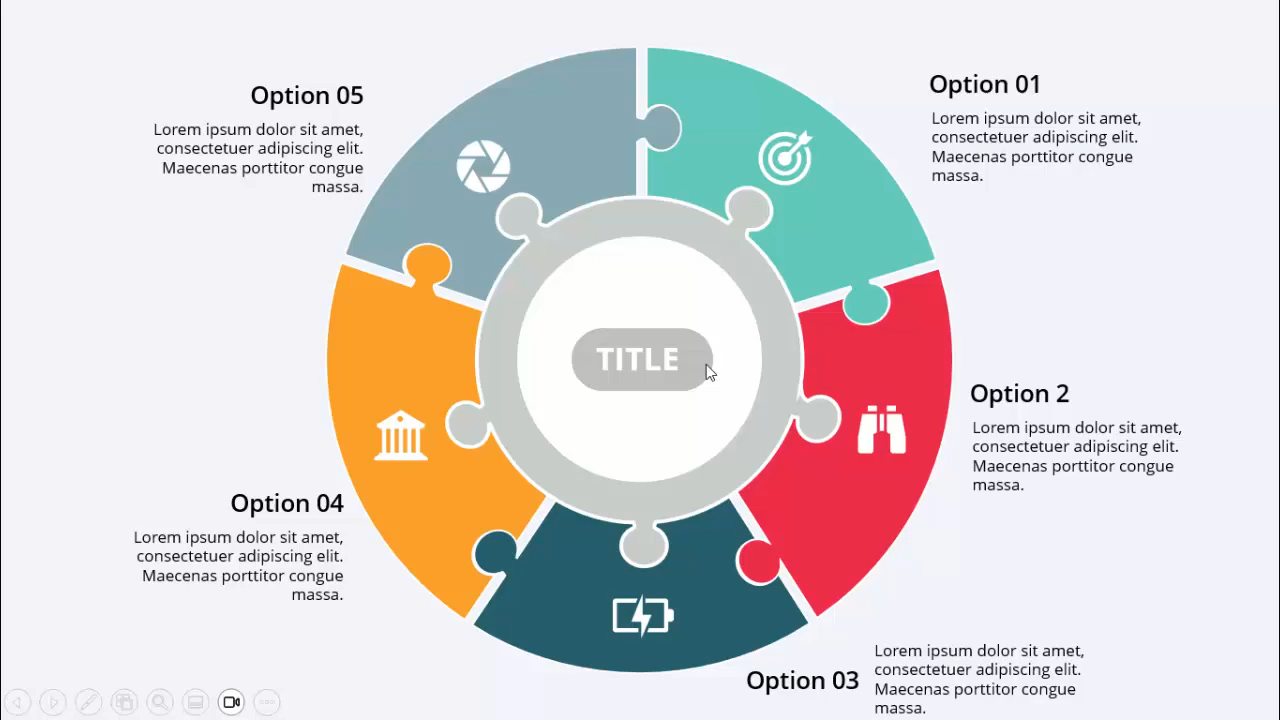 Option 05
Lorem ipsum dolor sit amet,
consectetuer adipiscing elit.
Maecenas porttitor congue
massa.
Option 01
Lorem ipsum dolor sit amet,
consectetuer adipiscing elit.
Maecenas porttitor congue
massa.
TITLE
Option 2
Lorem ipsum dolor sit amet,
consectetuer adipiscing elit.
Maecenas porttitor congue
massa.
Option 04
Lorem ipsum dolor sit amet,
consectetuer adipiscing elit.
Maecenas porttitor congue
massa.
Option 03
Lorem ipsum dolor sit amet,
consectetuer adipiscing elit.
Maecenas porttitor congue
massa.